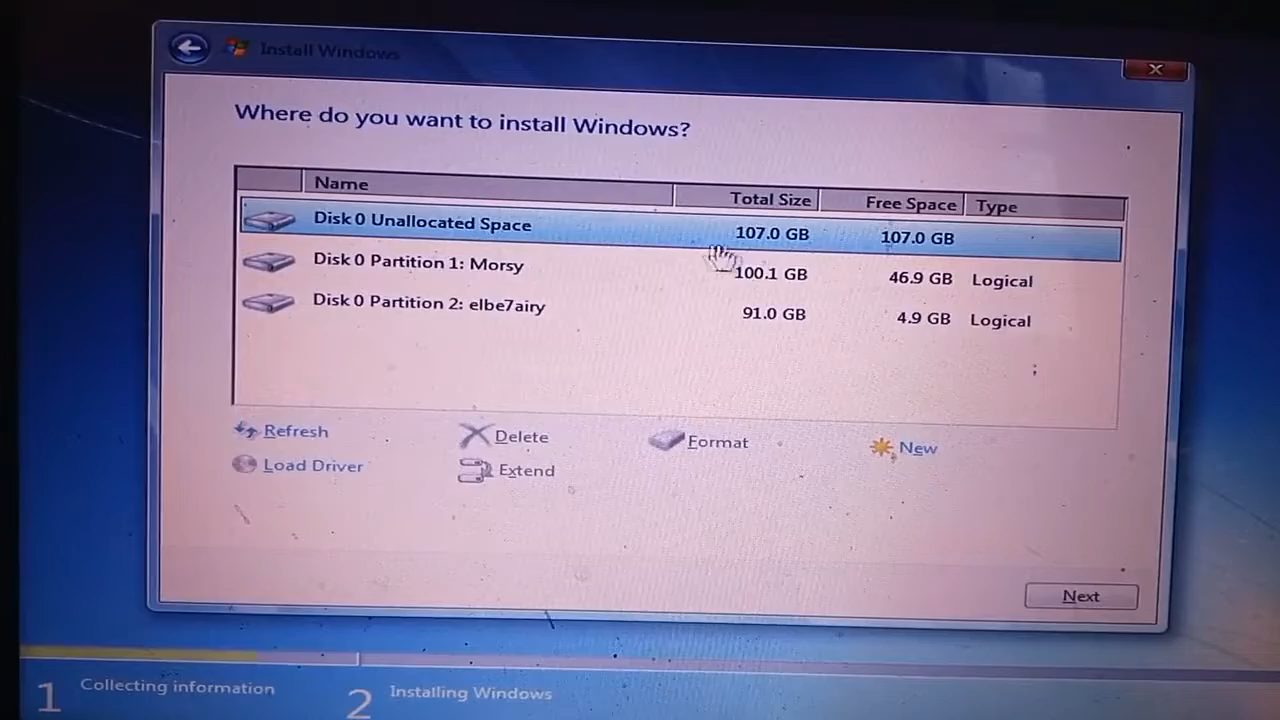 Install Windows
Where do you want to install Windows?
Name Total Size Free Space Type
Disk 0 Unallocated Space 107.0 GB 107.0 GB
Disk 0 Partition 1: Morsy 100.1 GB 46.9 GB Logical
Disk 0 Partition 2: elbe7airy 91.0 GB 4.9 GB Logical
Refresh Delete Format New
Load Driver Extend
Next
1 Collecting information 2 Installing Windows